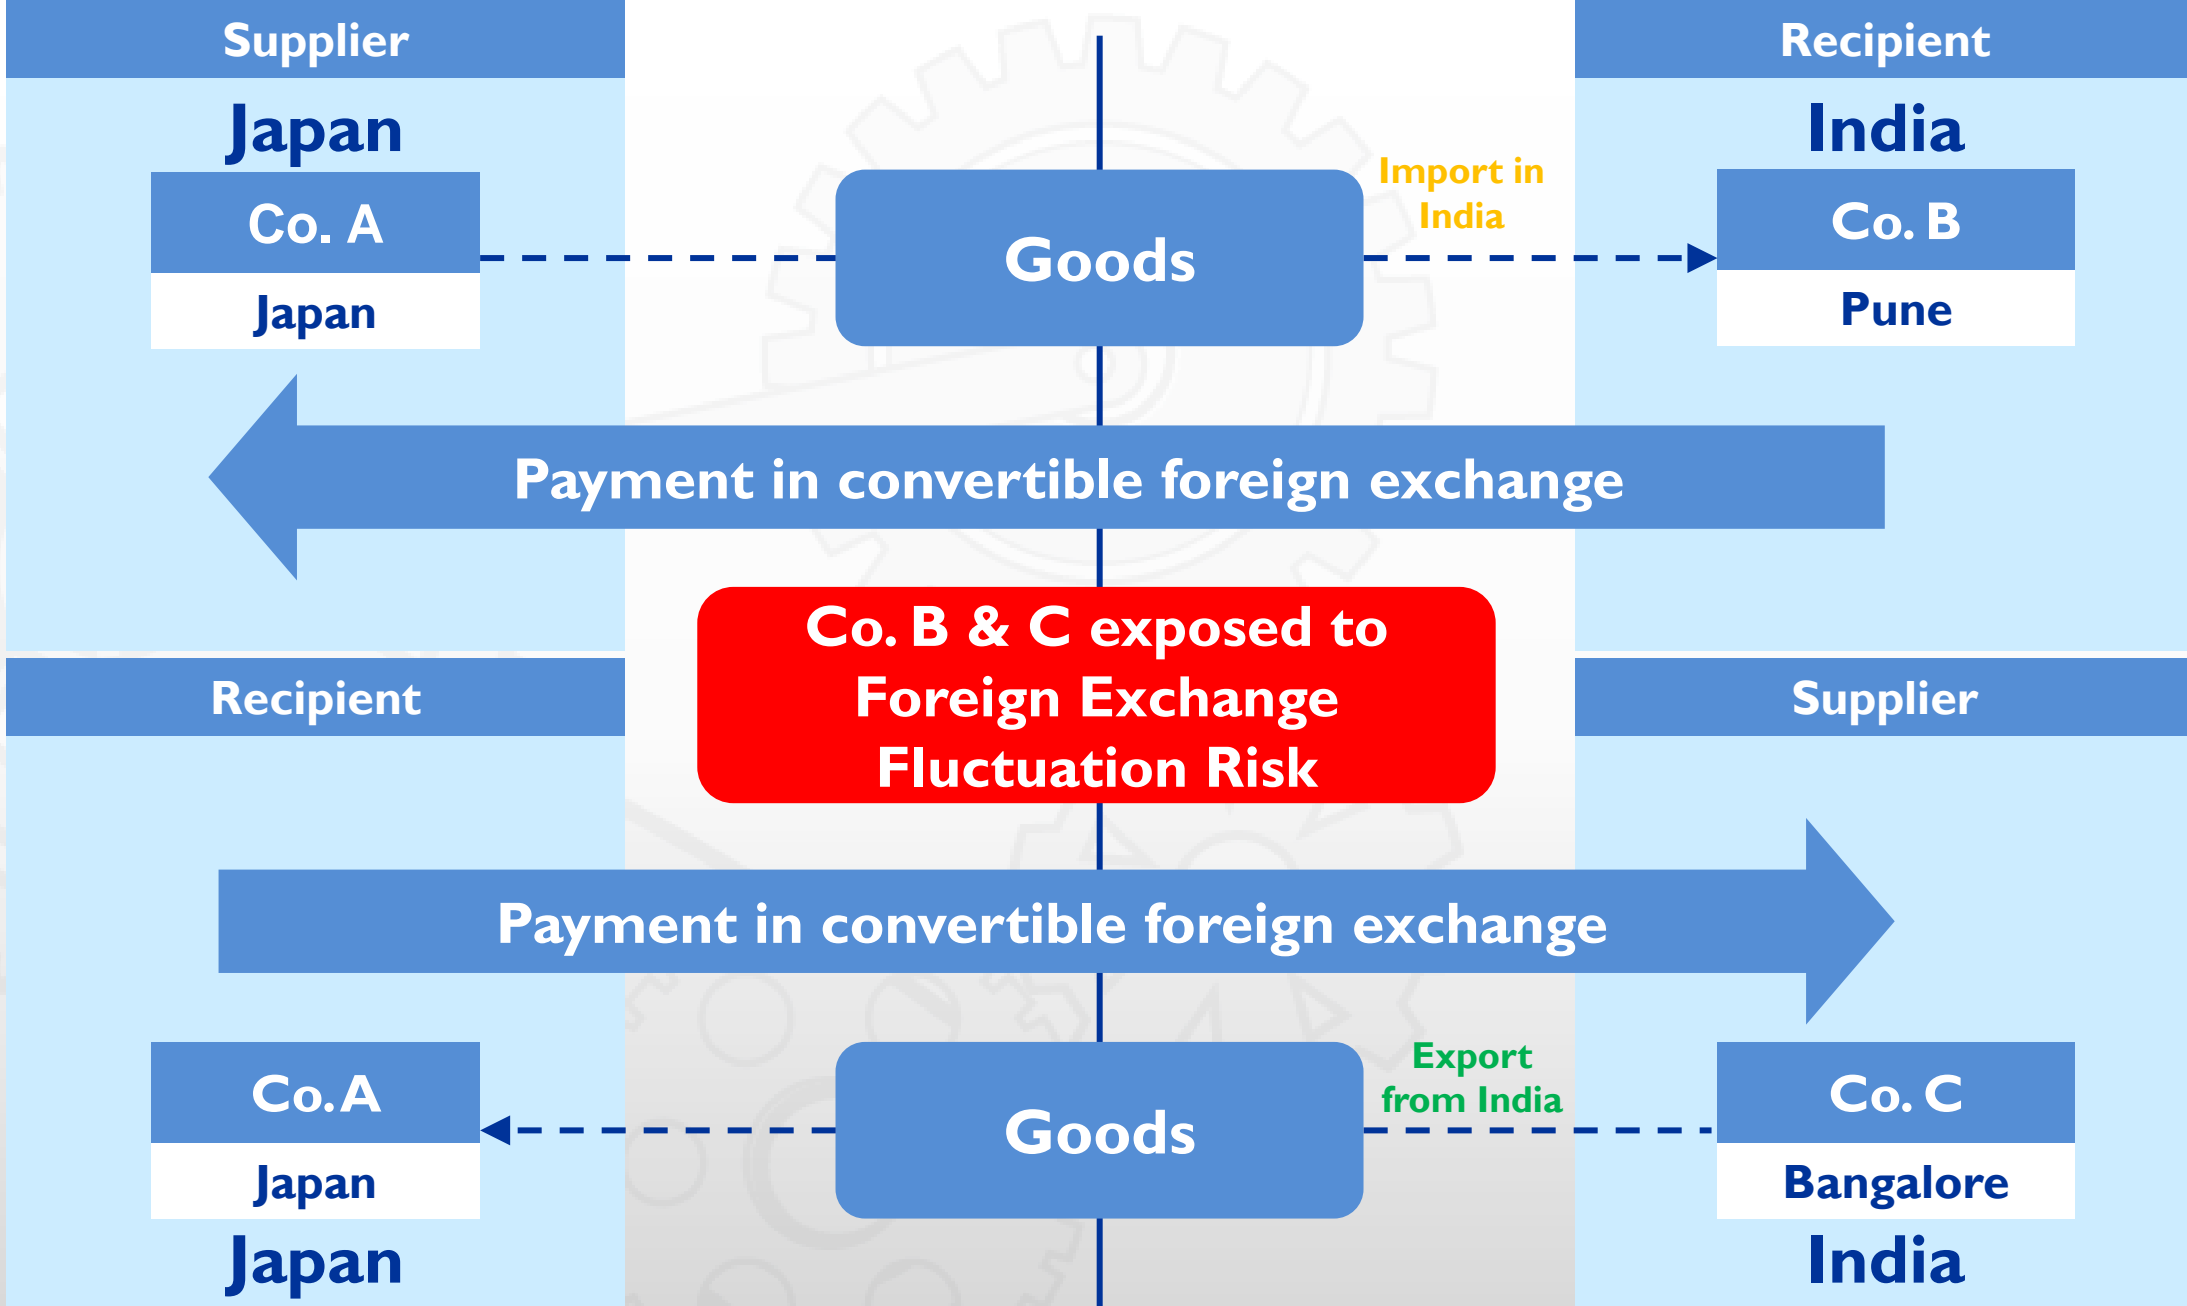 Supplier
Recipient
Japan
India
Co. A
Japan
Goods
Import in
India
Co. B
Pune
Payment in convertible foreign exchange
Co. B & C exposed to
Foreign Exchange
Fluctuation Risk
Recipient
Supplier
Payment in convertible foreign exchange
Co. A
Japan
Goods
Export
from India
Co. C
Bangalore
Japan
India